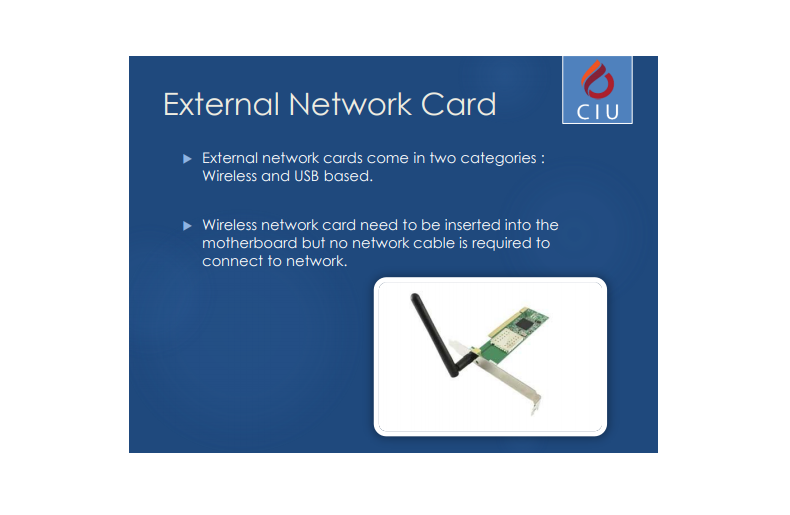 External Network Card
CIU
External network cards come in two categories :
Wireless and USB based.
Wireless network card need to be inserted into the
motherboard but no network cable is required to
connect to network.